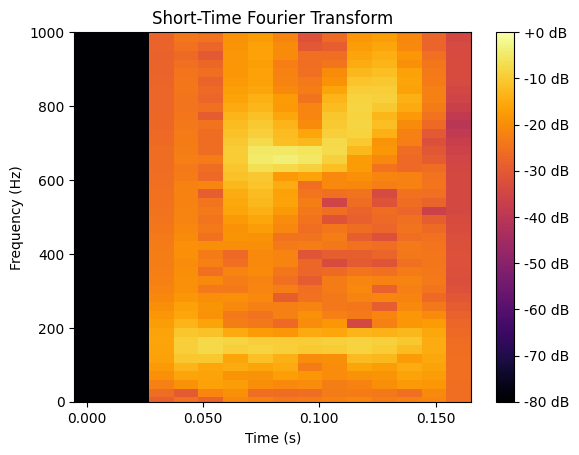 Short-Time Fourier Transform
1000
800
600
400
200
0
Frequency (Hz)
0.000
0.050
0.100
0.150
Time (s)
+0 dB
-10 dB
-20 dB
-30 dB
-40 dB
-50 dB
-60 dB
-70 dB
-80 dB